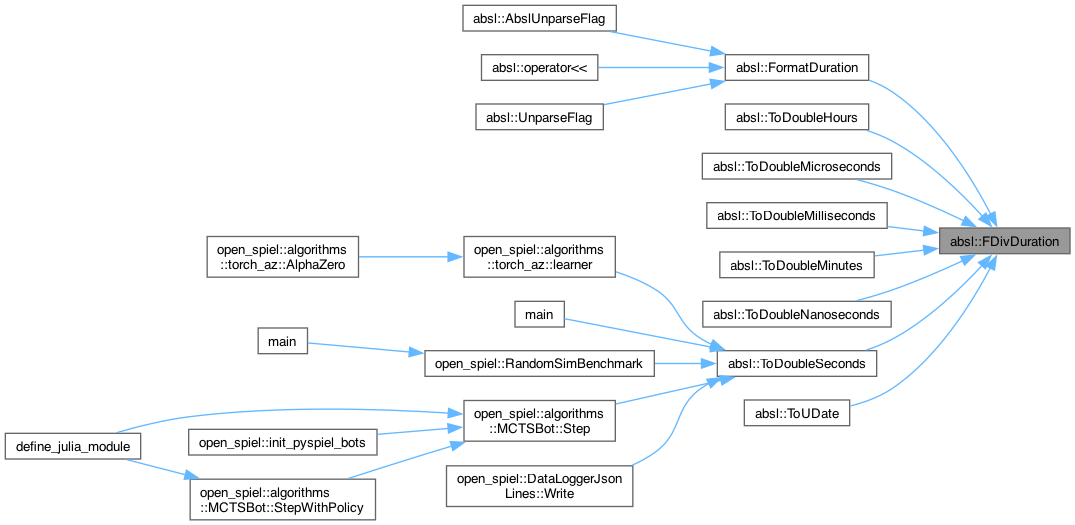 absl::AbslUnparseFlag
absl::operator<<
absl::FormatDuration
absl::UnparseFlag
absl::ToDoubleHours
absl::ToDoubleMicroseconds
absl::ToDoubleMilliseconds
absl::FDivDuration
open_spiel::algorithms
::torch_az::AlphaZero
open_spiel::algorithms
::torch_az::learner
absl::ToDoubleMinutes
absl::ToDoubleNanoseconds
main
main
open_spiel::RandomSimBenchmark
absl::ToDoubleSeconds
absl::ToUDate
open_spiel::algorithms
::MCTSBot::Step
define_julia_module
open_spiel::init_pyspiel_bots
open_spiel::DataLoggerJson
Lines::Write
open_spiel::algorithms
::MCTSBot::StepWithPolicy